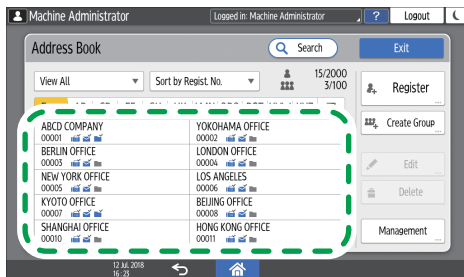 Machine Administrator
Logged in: Machine Administrator
?
Logout
Address Book
Search
Exit
View All
Sort by Regist. No.
15/2000
3/100
Register
Create Group
ABCD COMPANY
00001
YOKOHAMA OFFICE
00002
BERLIN OFFICE
00003
LONDON OFFICE
00004
NEW YORK OFFICE
00005
LOS ANGELES
00006
KYOTO OFFICE
00007
BEIJING OFFICE
00008
SHANGHAI OFFICE
00010
HONG KONG OFFICE
00011
Edit
Delete
Management
12 Jul. 2018
16 : 23